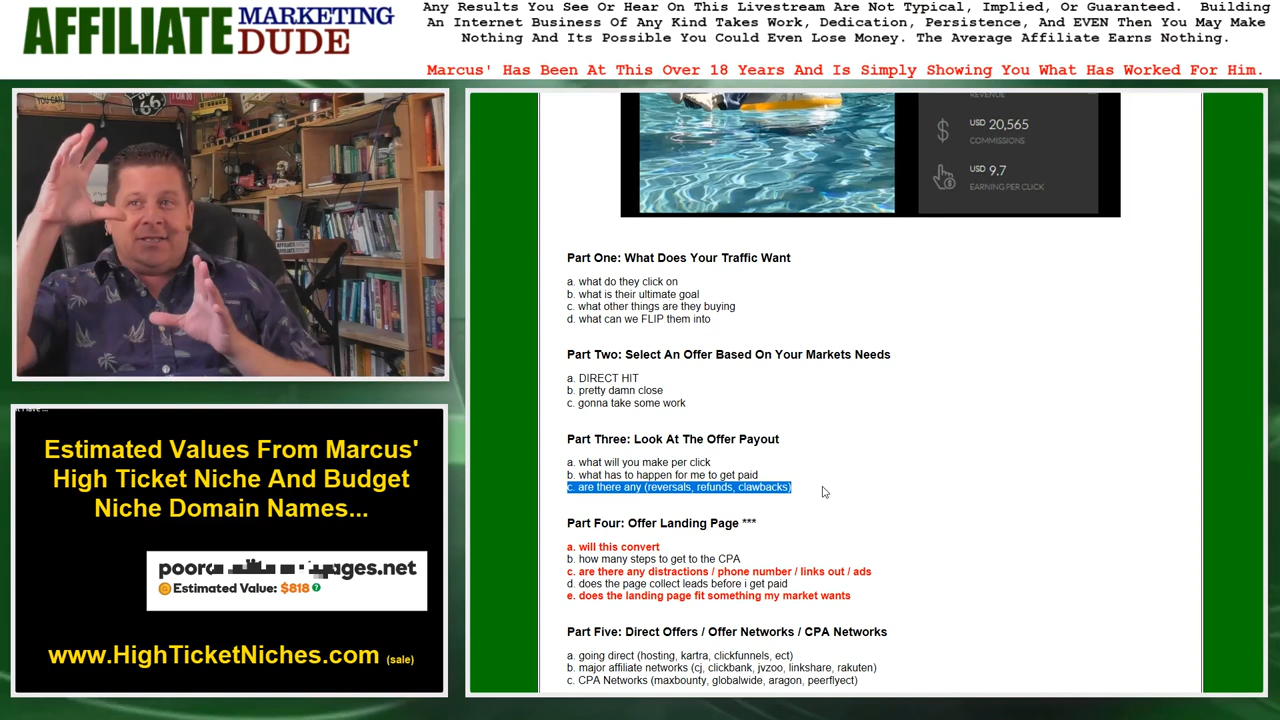 AFFILIATE
MARKETING
DUDE
Any Results You See Or Hear On This Livestream Are Not Typical, Implied, Or Guaranteed. Building
An Internet Business Of Any Kind Takes Work, Dedication, Persistence, And EVEN Then You May Make
Nothing And Its Possible You Could Even Lose Money. The Average Affiliate Earns Nothing.
Marcus' Has Been At This Over 18 Years And Is Simply Showing You What Has Worked For Him.
YOU CAN
66
AFFILIATE
REVENUE
USD 20,565
COMMISSIONS
USD 9.7
EARNING PER CLICK
Part One: What Does Your Traffic Want
a. what do they click on
b. what is their ultimate goal
c. what other things are they buying
d. what can we FLIP them into
Part Two: Select An Offer Based On Your Markets Needs
a. DIRECT HIT
b. pretty damn close
c. gonna take some work
Part Three: Look At The Offer Payout
a. what will you make per click
b. what has to happen for me to get paid
c. are there any (reversals, refunds, clawbacks)
Part Four: Offer Landing Page ***
a. will this convert
b. how many steps to get to the CPA
c. are there any distractions / phone number / links out / ads
d. does the page collect leads before i get paid
e. does the landing page fit something my market wants
Part Five: Direct Offers / Offer Networks / CPA Networks
a. going direct (hosting, kartra, clickfunnels, ect)
b. major affiliate networks (cj, clickbank, jvzoo, linkshare, rakuten)
c. CPA Networks (maxbounty, globalwide, aragon, peerflyect)
Estimated Values From Marcus'
High Ticket Niche And Budget
Niche Domain Names...
Estimated Value: $818 ?
www.HighTicketNiches.com (sale)